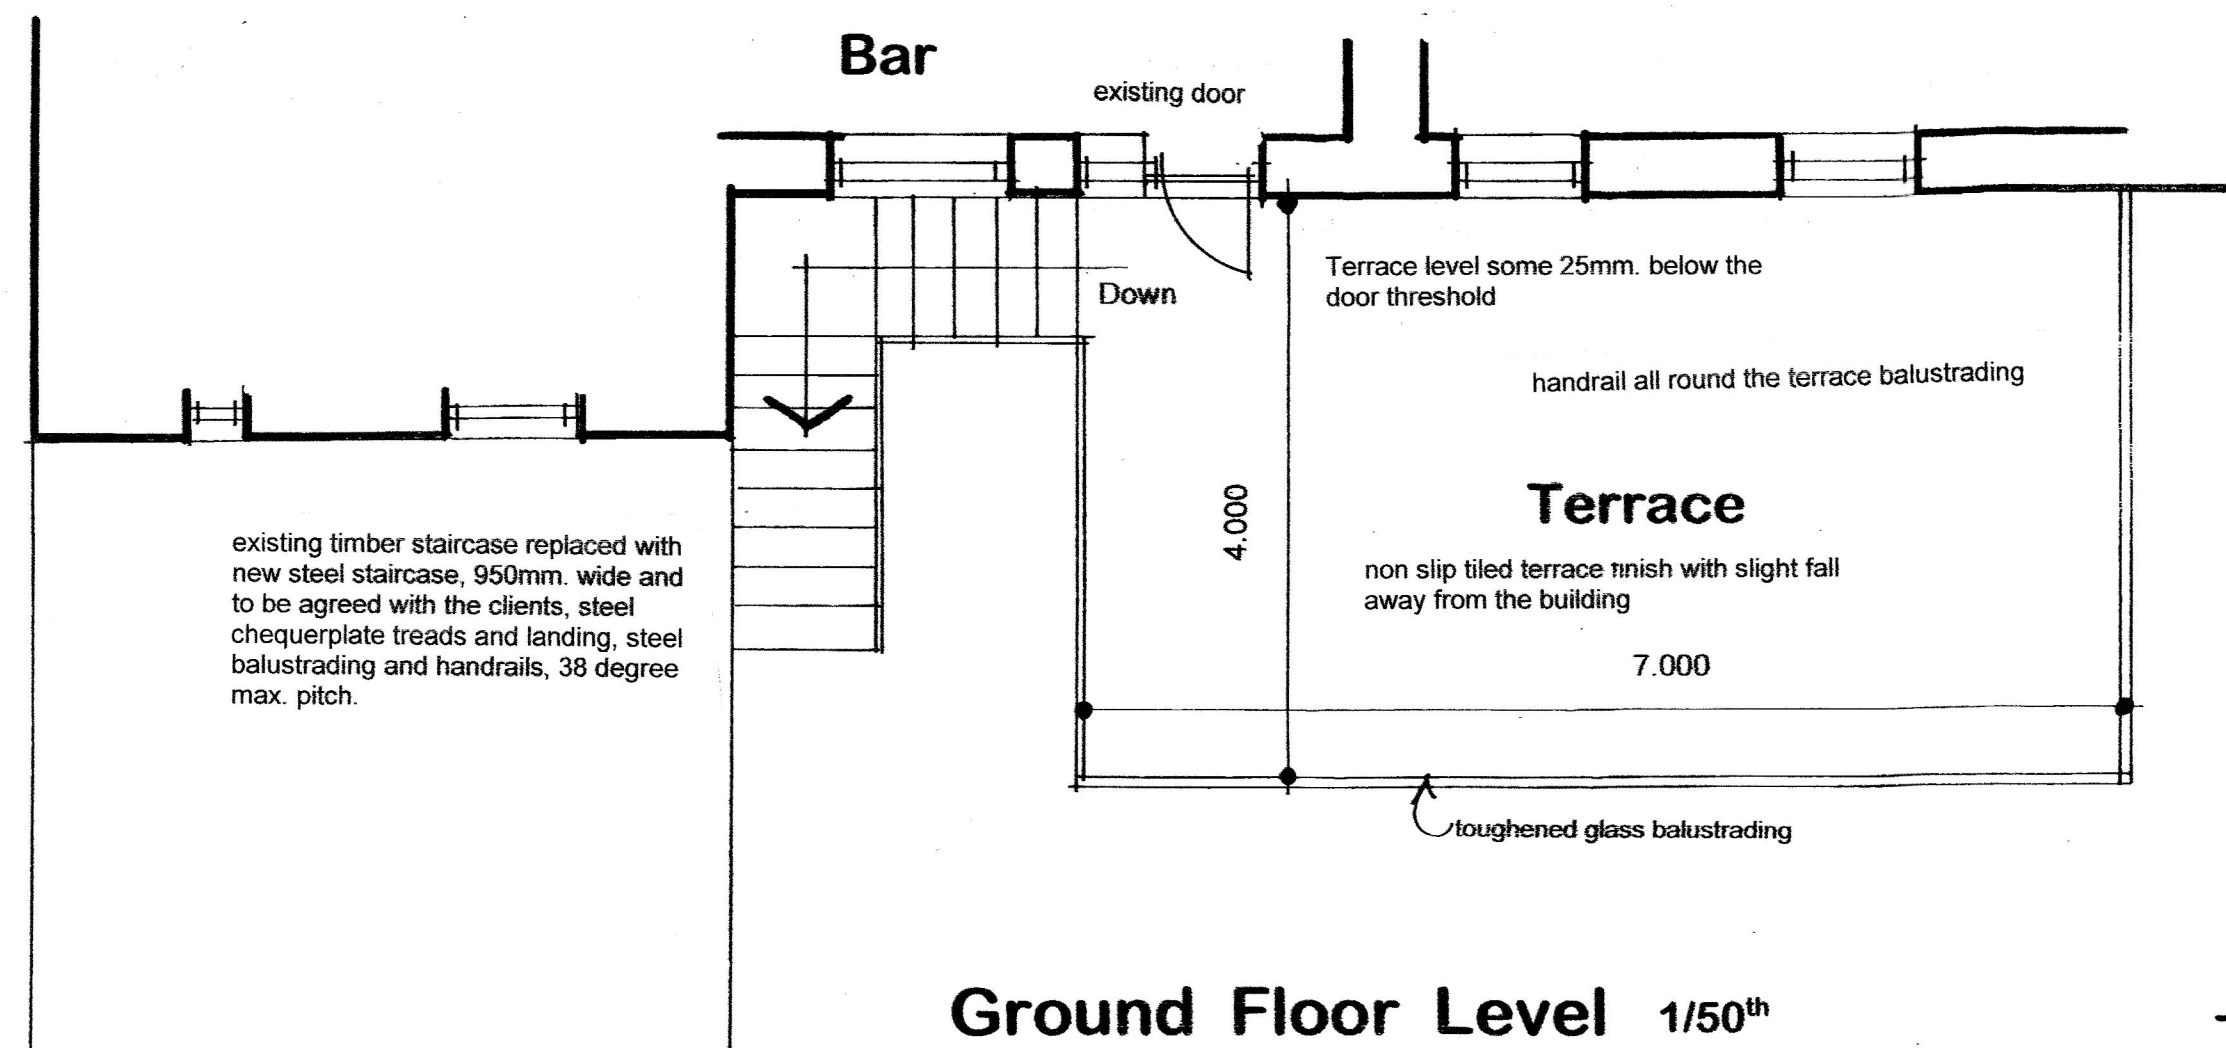 Bar
existing door
Terrace level some 25mm. below the
door threshold
Down
handrail all round the terrace balustrading
4.000
Terrace
non slip tiled terrace finish with slight fall
away from the building
7.000
existing timber staircase replaced with
new steel staircase, 950mm. wide and
to be agreed with the clients, steel
chequerplate treads and landing, steel
balustrading and handrails, 38 degree
max. pitch.
toughened glass balustrading
Ground Floor Level 1/50th